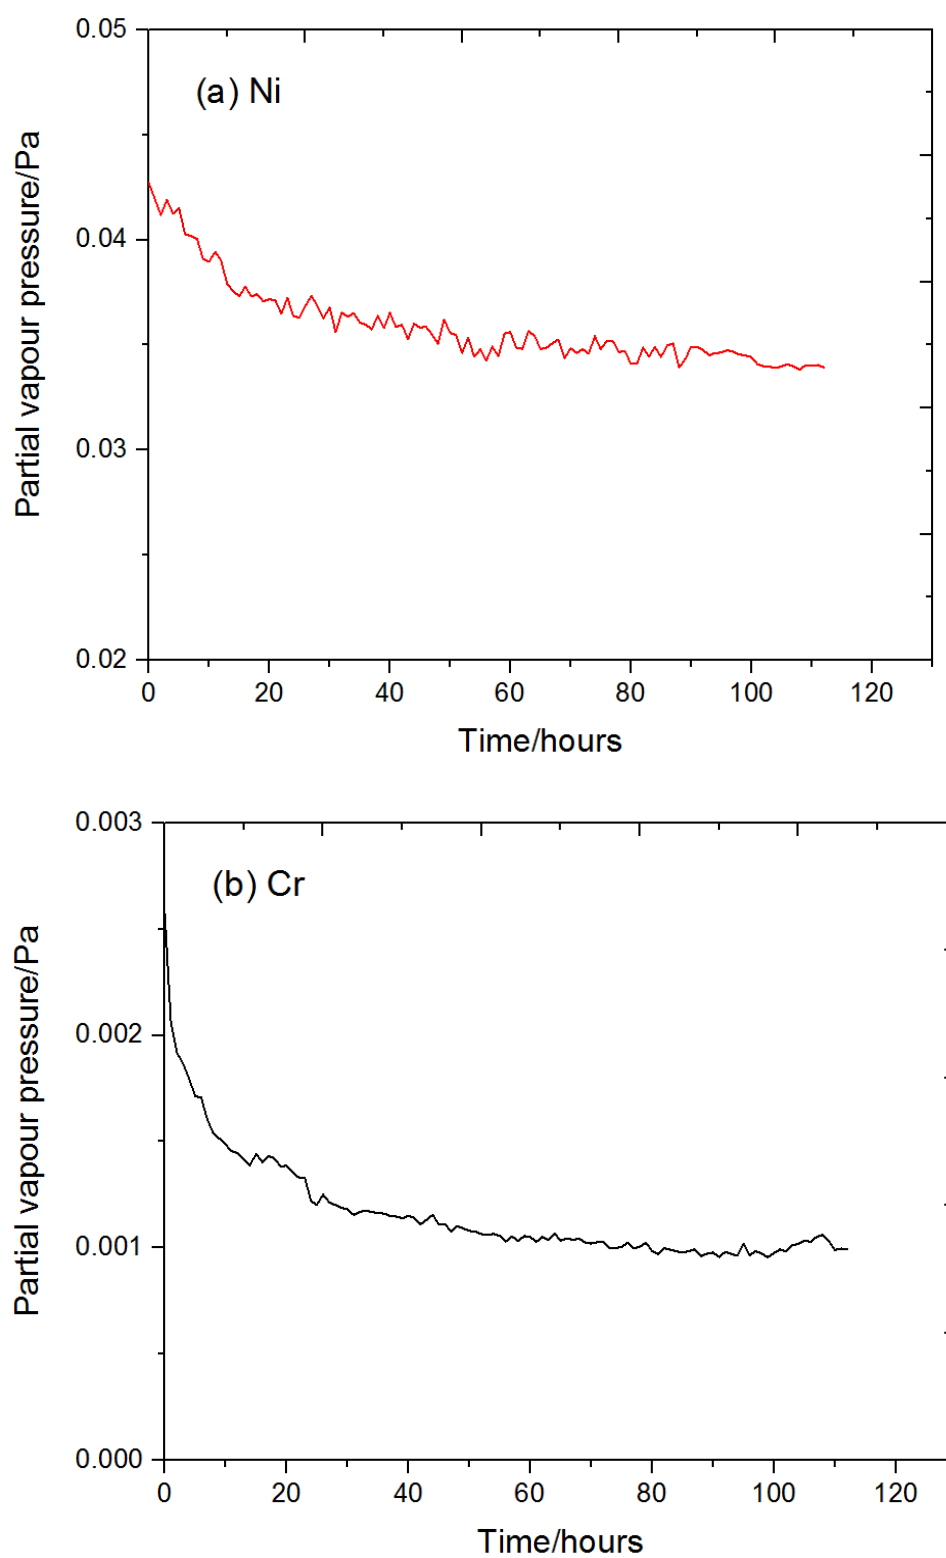 0.05
(a) Ni
0.04
Partial vapour pressure/Pa
0.03
0.02
0 20 40 60 80 100 120
Time/hours
0.003
(b) Cr
0.002
Partial vapour pressure/Pa
0.001
0.000
0 20 40 60 80 100 120
Time/hours